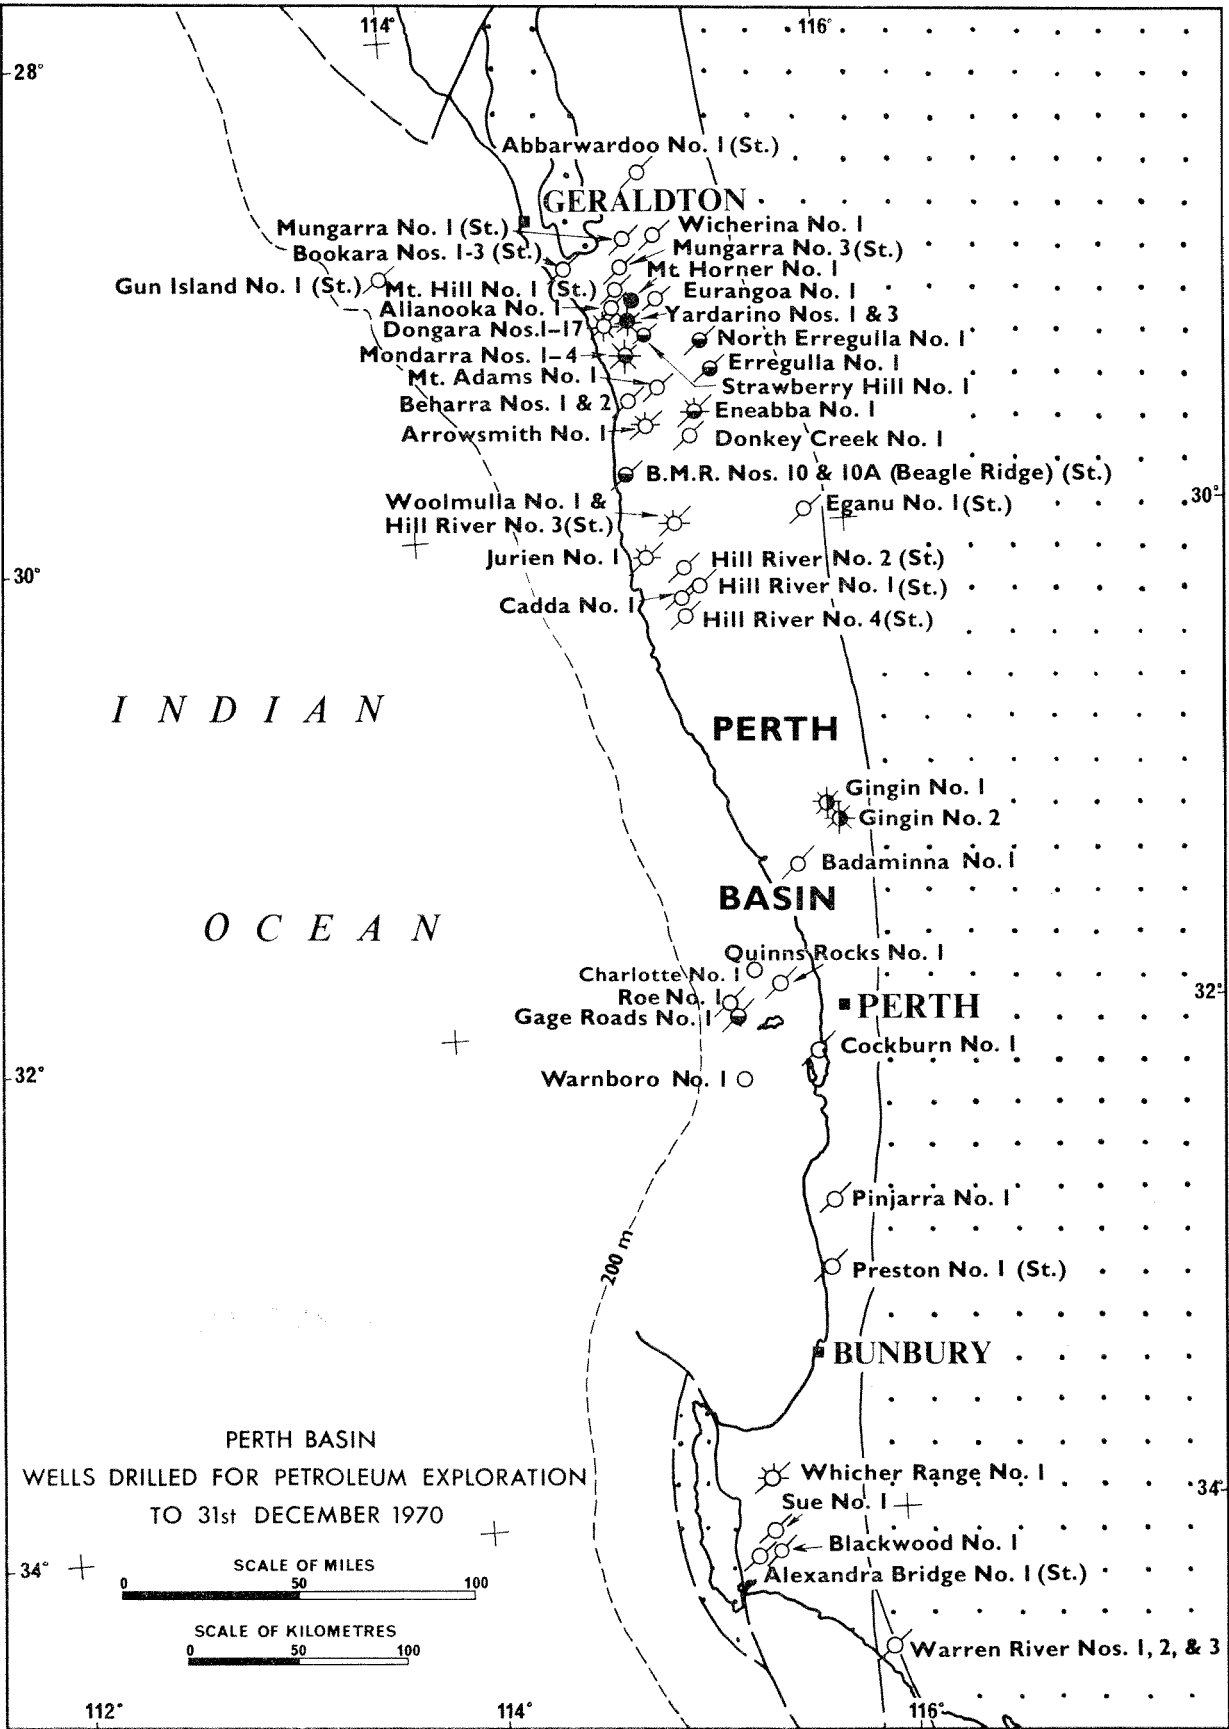 114°
116°
28°
Abbarwardoo No. 1 (St.)
GERALDTON
Mungarra No. 1 (St.)
Wicherina No. 1
Bookara Nos. 1-3 (St.)
Mungarra No. 3 (St.)
Mt. Horner No. 1
Gun Island No. 1 (St.)
Mt. Hill No. 1 (St.)
Eurangoa No. 1
Allanooka No. 1
Yardarino Nos. 1 & 3
Dongara Nos. 1-17
North Erregulla No. 1
Mondarra Nos. 1-4
Erregulla No. 1
Mt. Adams No. 1
Strawberry Hill No. 1
Beharra Nos. 1 & 2
Eneabba No. 1
Arrowsmith No. 1
Donkey Creek No. 1
B.M.R. Nos. 10 & 10A (Beagle Ridge) (St.)
30°
Woolmulla No. 1 &
Hill River No. 3 (St.)
Eganu No. 1 (St.)
Jurien No. 1
Hill River No. 2 (St.)
30°
Hill River No. 1 (St.)
Cadda No. 1
Hill River No. 4 (St.)
INDIAN
PERTH
Gingin No. 1
Gingin No. 2
Badaminna No. 1
BASIN
OCEAN
Quinns Rocks No. 1
Charlotte No. 1
Roe No. 1
32°
PERTH
Gage Roads No. 1
Cockburn No. 1
32°
Warnboro No. 1
Pinjarra No. 1
200 m
Preston No. 1 (St.)
BUNBURY
PERTH BASIN
WELLS DRILLED FOR PETROLEUM EXPLORATION
TO 31st DECEMBER 1970
Whicher Range No. 1
34°
Sue No. 1
Blackwood No. 1
34°
SCALE OF MILES
0 50 100
Alexandra Bridge No. 1 (St.)
SCALE OF KILOMETRES
0 50 100
Warren River Nos. 1, 2, & 3
112°
114°
116°